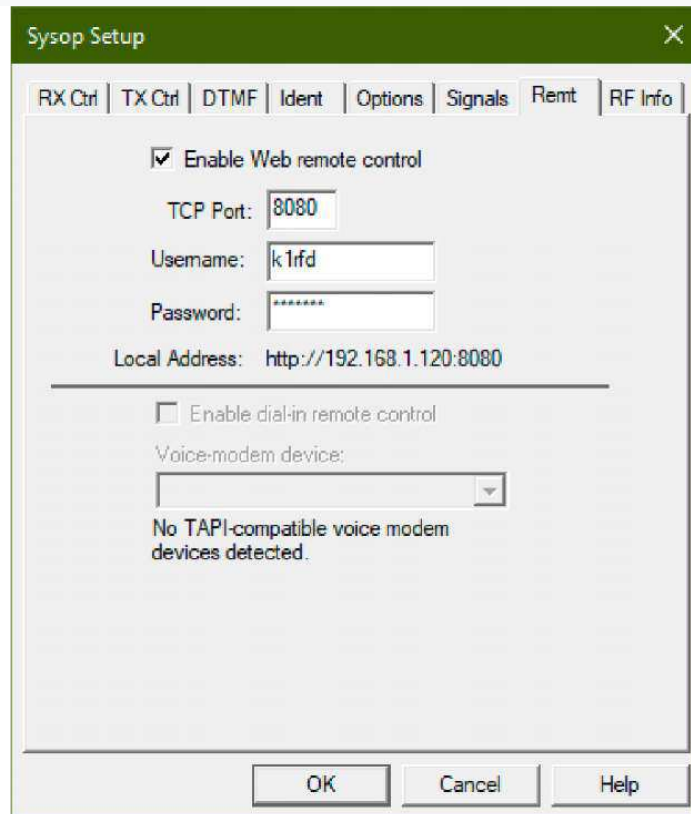 Sysop Setup
RX Ctrl TX Ctrl DTMF Ident Options Signals Remt RF Info
Enable Web remote control
TCP Port: 8080
Username: k1rfd
Password: *******
Local Address: http://192.168.1.120:8080
Enable dial-in remote control
Voice-modem device:
No TAPI-compatible voice modem
devices detected.
OK Cancel Help